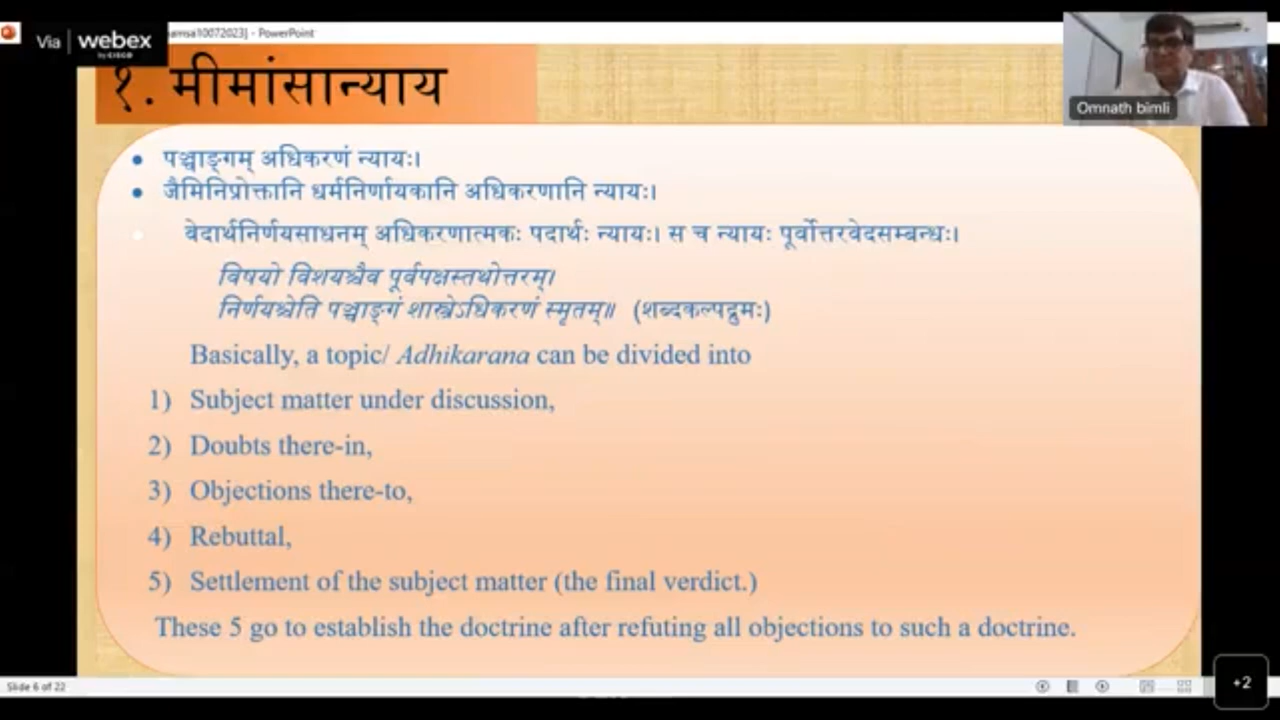 Via webex
by CISCO
amsa10072023] - PowerPoint
१. मीमांसान्याय
Omnath bimli
• पञ्चाङ्गम् अधिकरणं न्यायः।
• जैमिनिप्रोक्तानि धर्मनिर्णायकानि अधिकरणानि न्यायः।
वेदार्थनिर्णयसाधनम् अधिकरणात्मकः पदार्थः न्यायः। स च न्यायः पूर्वोत्तरवेदसम्बन्धः।
विषयो विशयश्चैव पूर्वपक्षस्तथोत्तरम्।
निर्णयश्चेति पञ्चाङ्गं शास्त्रेऽधिकरणं स्मृतम्॥ (शब्दकल्पद्रुमः)
Basically, a topic/ Adhikarana can be divided into
1) Subject matter under discussion,
2) Doubts there-in,
3) Objections there-to,
4) Rebuttal,
5) Settlement of the subject matter (the final verdict.)
These 5 go to establish the doctrine after refuting all objections to such a doctrine.
Slide 6 of 22
+2